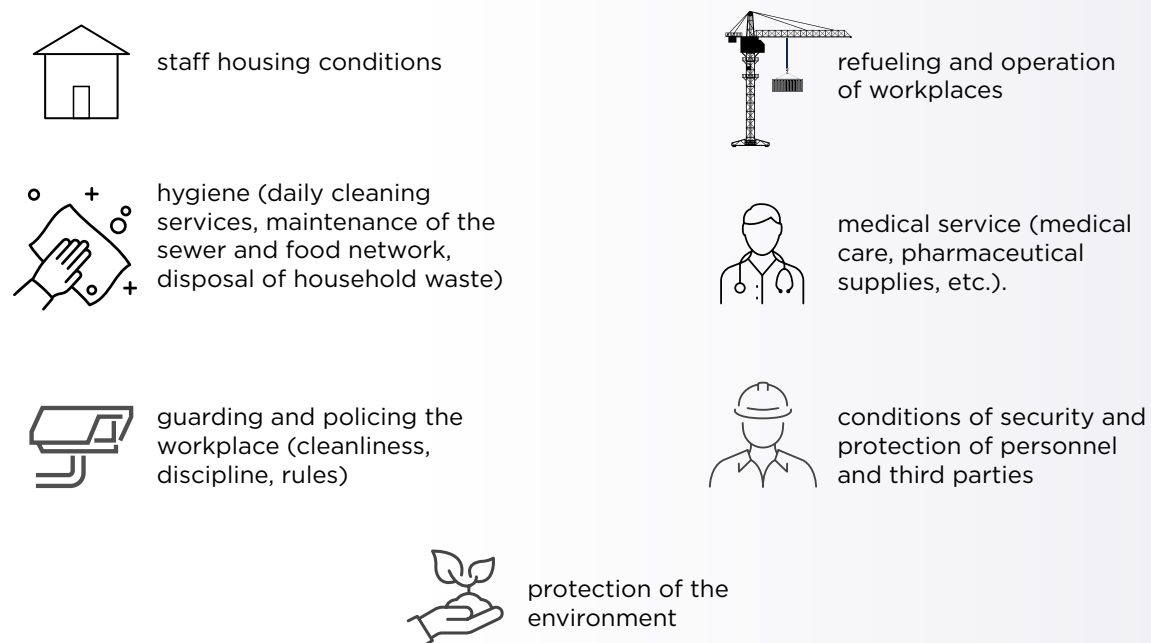 staff housing conditions
refueling and operation
of workplaces
hygiene (daily cleaning
services, maintenance of the
sewer and food network,
disposal of household waste)
medical service (medical
care, pharmaceutical
supplies, etc.).
guarding and policing the
workplace (cleanliness,
discipline, rules)
conditions of security and
protection of personnel
and third parties
protection of the
environment